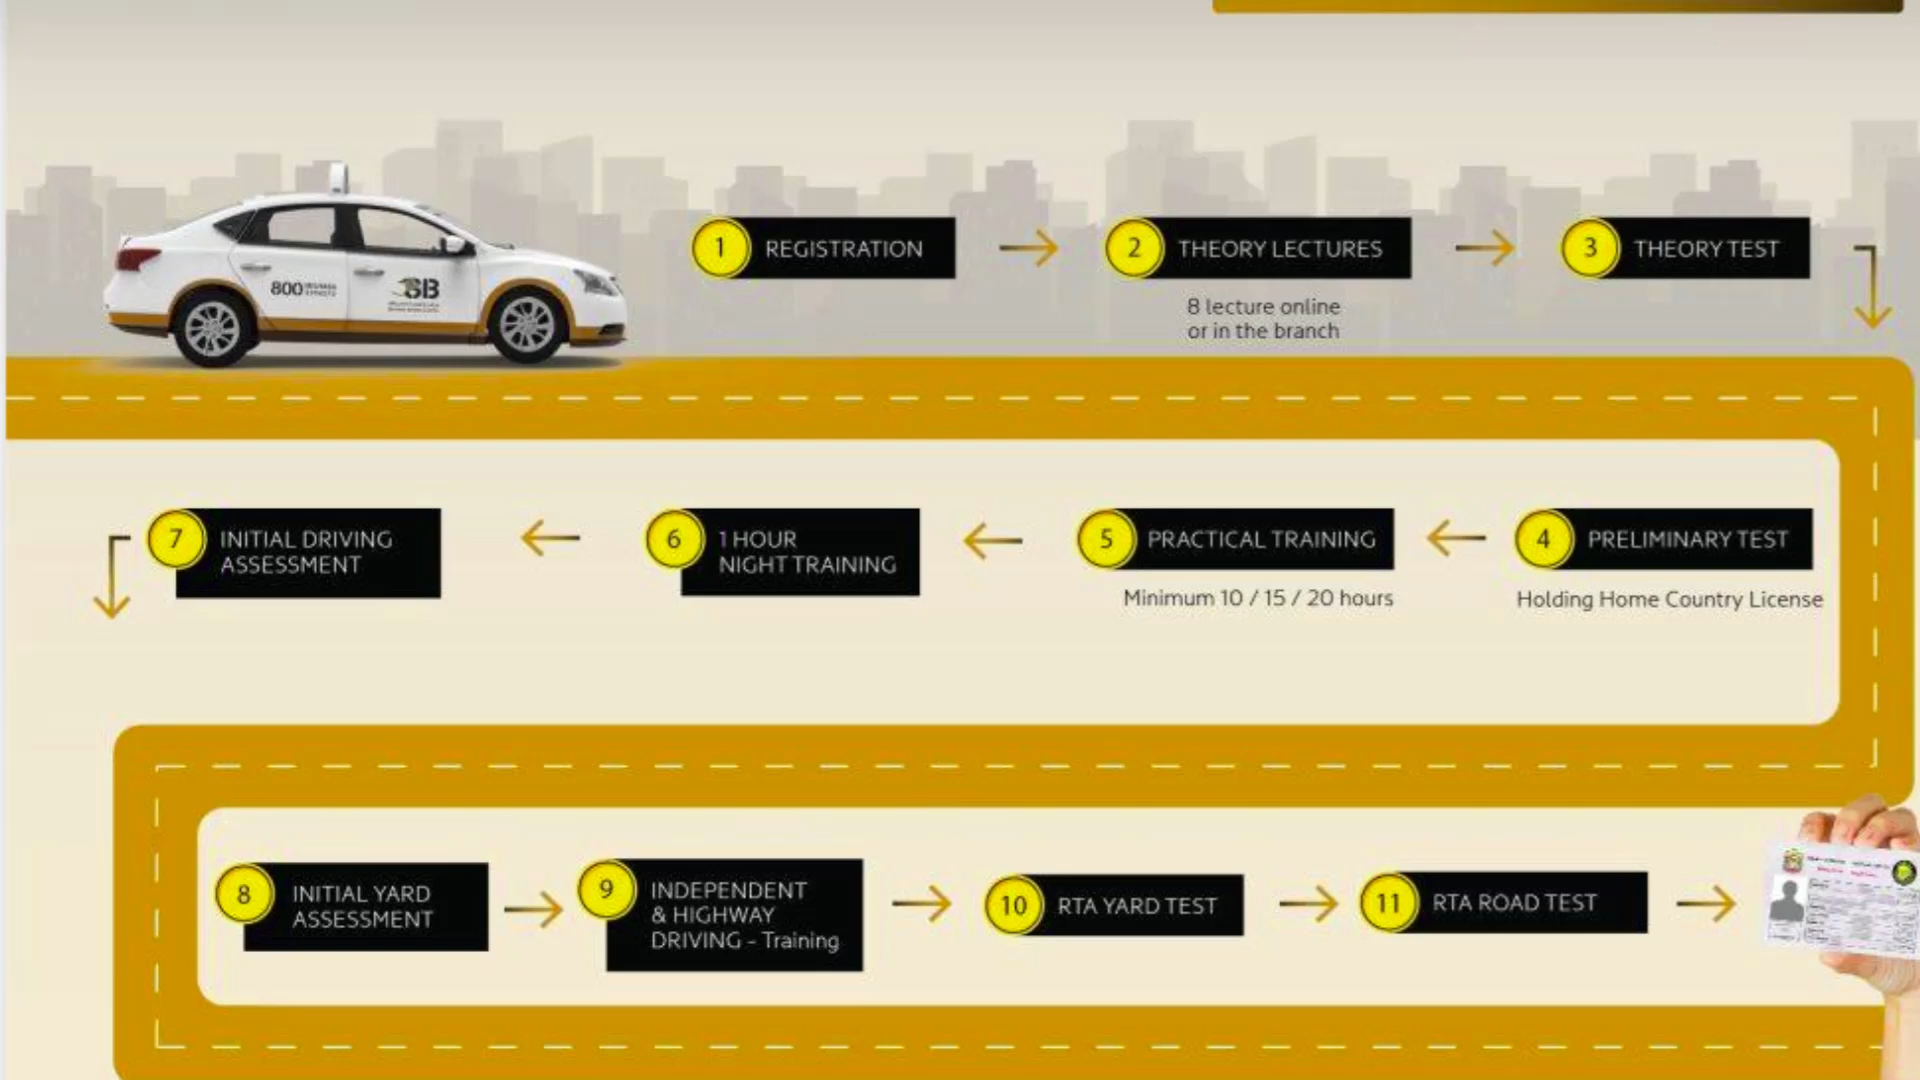 1 REGISTRATION
2 THEORY LECTURES
8 lecture online
or in the branch
3 THEORY TEST
800
4 PRELIMINARY TEST
Holding Home Country License
5 PRACTICAL TRAINING
Minimum 10 / 15 / 20 hours
6 1 HOUR
NIGHT TRAINING
7 INITIAL DRIVING
ASSESSMENT
8 INITIAL YARD
ASSESSMENT
9 INDEPENDENT
& HIGHWAY
DRIVING - Training
10 RTA YARD TEST
11 RTA ROAD TEST